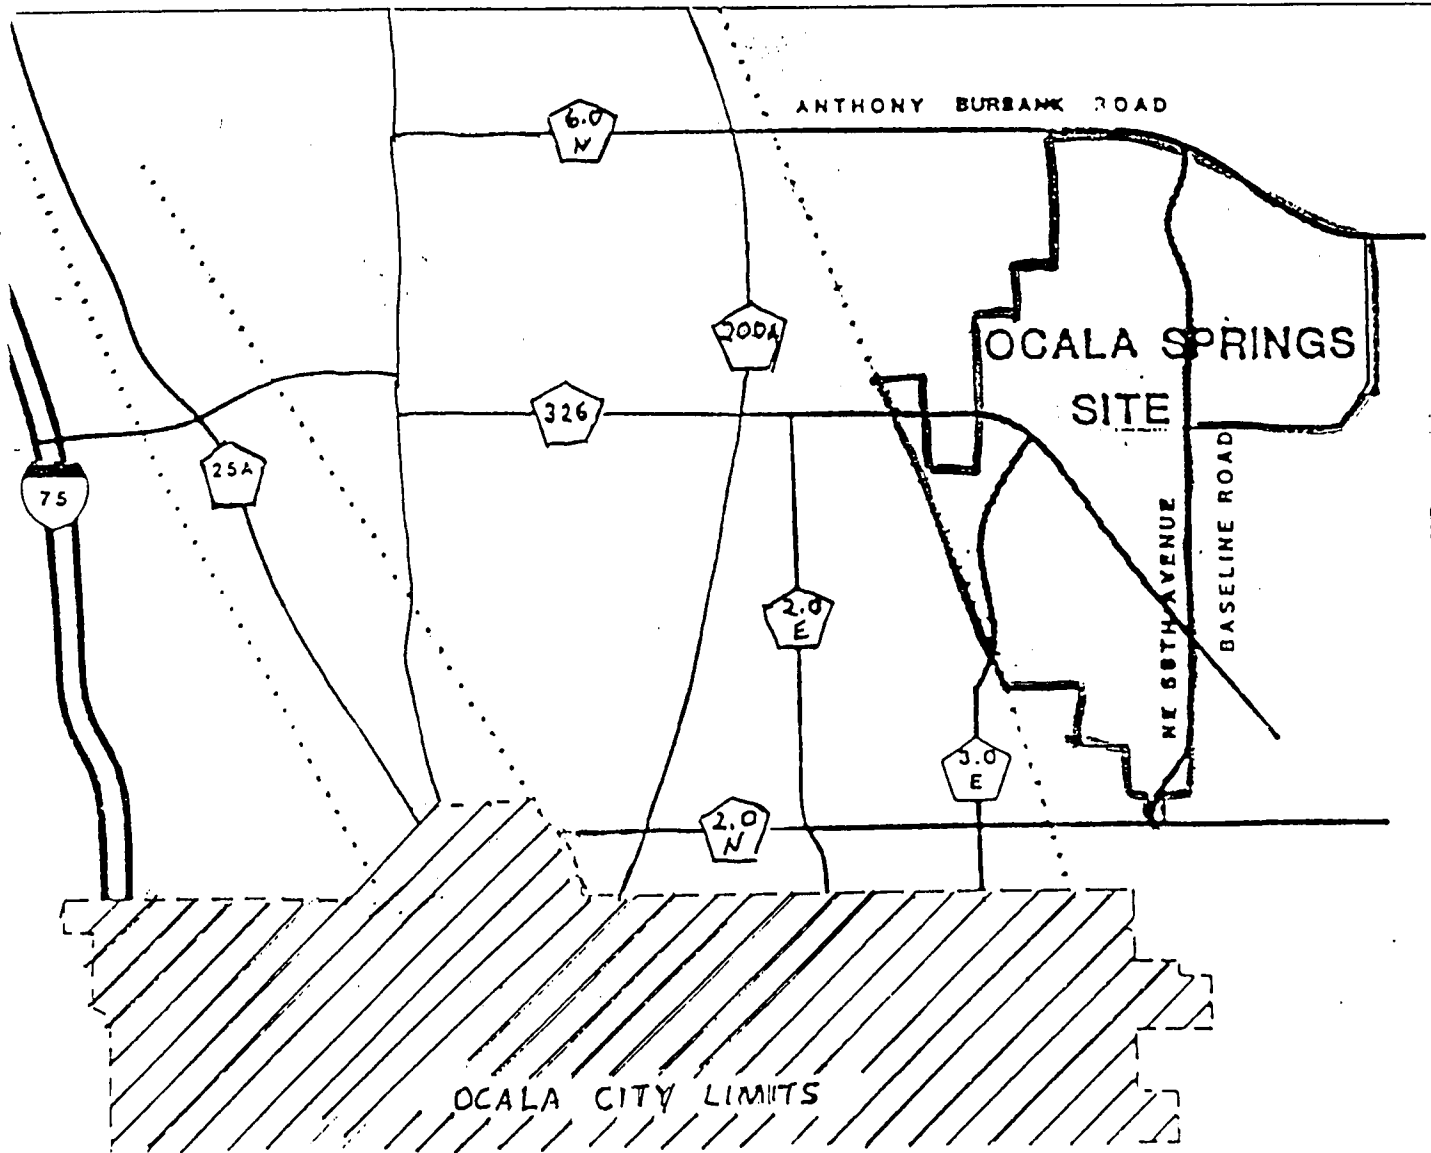 ANTHONY BURBANK ROAD
6.0
N
200A
OCALA SPRINGS
SITE
326
25A
75
NE 58TH AVENUE
BASELINE ROAD
2.0
E
3.0
E
2.0
N
OCALA CITY LIMITS